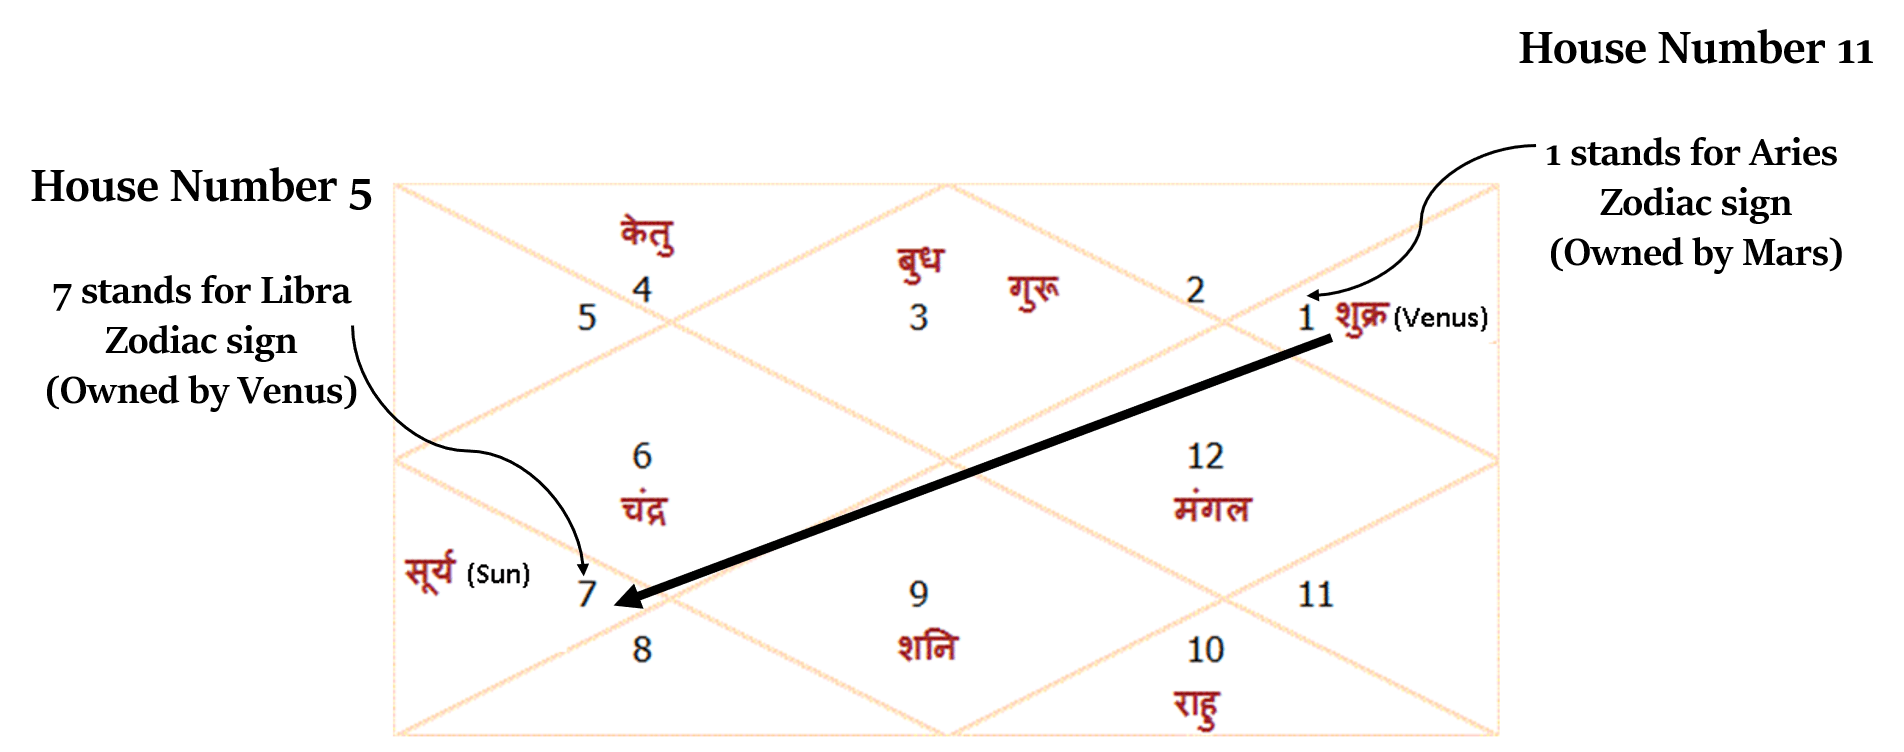 House Number 11
1 stands for Aries
Zodiac sign
(Owned by Mars)
House Number 5
7 stands for Libra
Zodiac sign
(Owned by Venus)
केतु
4
5
बुध
गुरू
3
2
1 शुक्र (Venus)
6
चंद्र
12
मंगल
सूर्य (Sun)
7
8
9
शनि
11
10
राहु